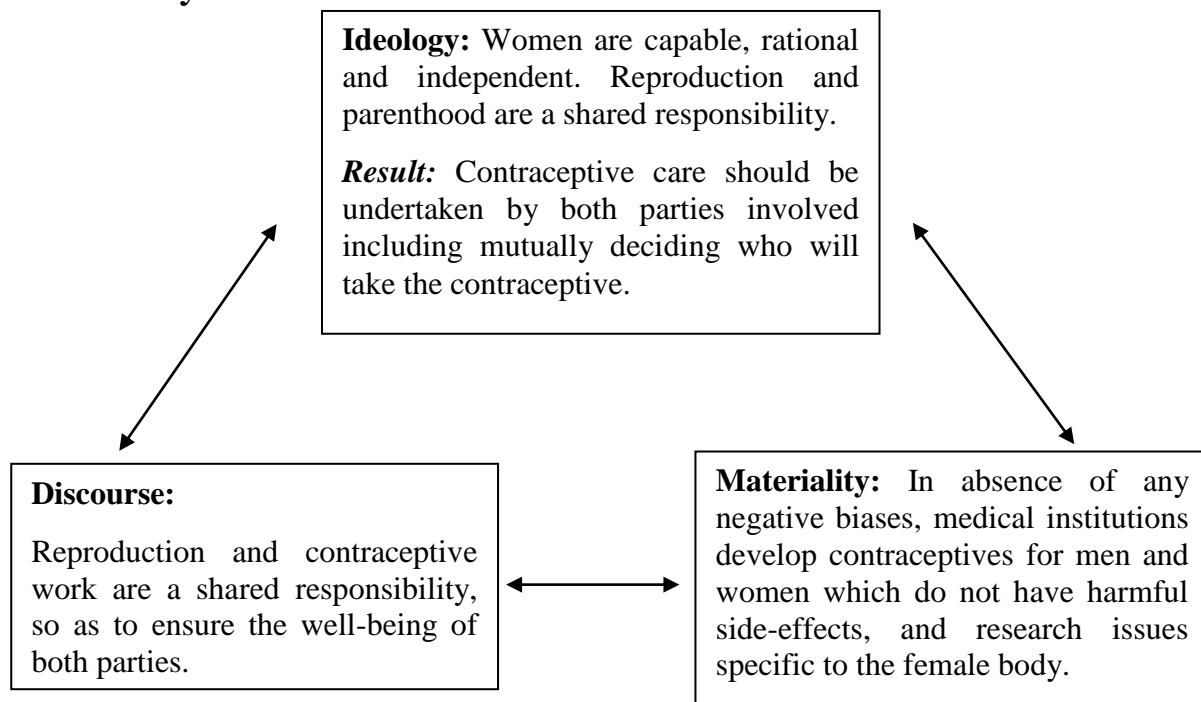 Ideology: Women are capable, rational
and independent. Reproduction and
parenthood are a shared responsibility.
Result: Contraceptive care should be
undertaken by both parties involved
including mutually deciding who will
take the contraceptive.
Discourse:
Reproduction and contraceptive
work are a shared responsibility,
so as to ensure the well-being of
both parties.
Materiality: In absence of any
negative biases, medical institutions
develop contraceptives for men and
women which do not have harmful
side-effects, and research issues
specific to the female body.